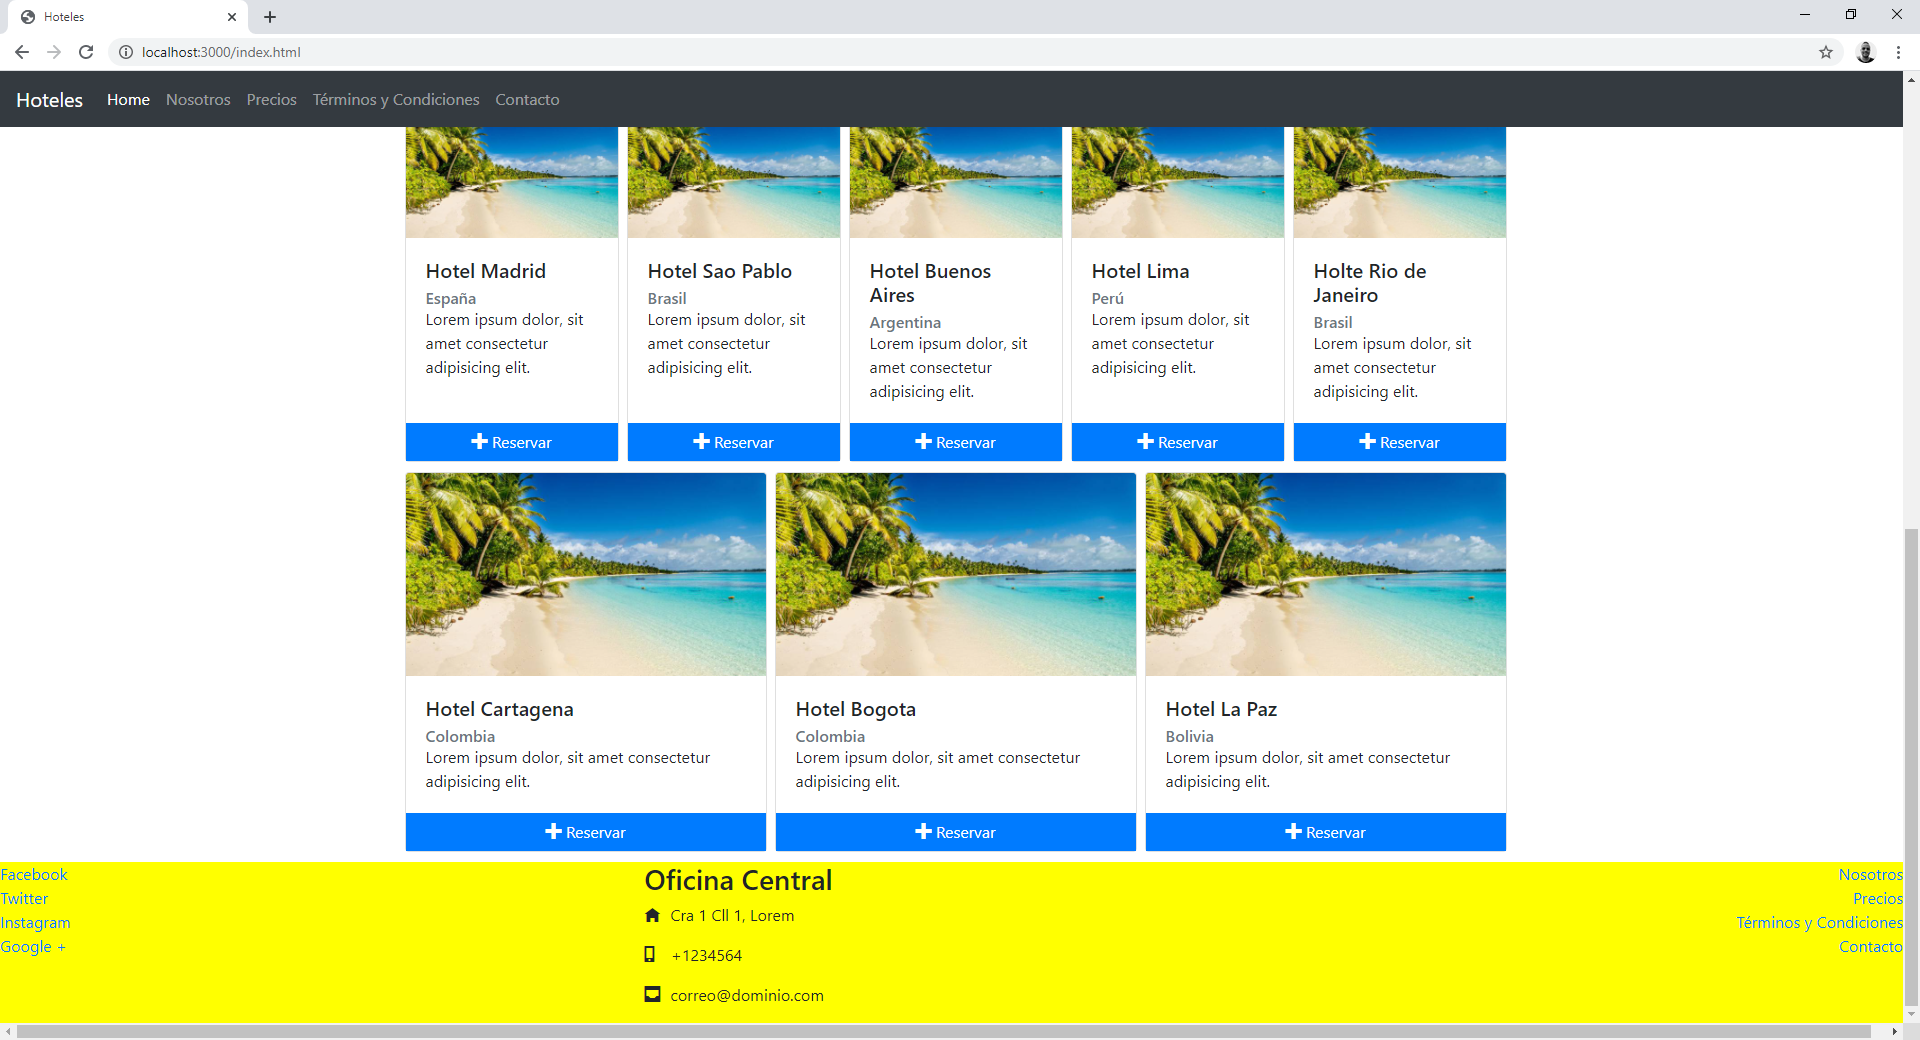 Hoteles
localhost:3000/index.html
Hoteles Home Nosotros Precios Términos y Condiciones Contacto
Hotel Madrid
España
Lorem ipsum dolor, sit
amet consectetur
adipisicing elit.
Reservar
Hotel Sao Pablo
Brasil
Lorem ipsum dolor, sit
amet consectetur
adipisicing elit.
Reservar
Hotel Buenos
Aires
Argentina
Lorem ipsum dolor, sit
amet consectetur
adipisicing elit.
Reservar
Hotel Lima
Perú
Lorem ipsum dolor, sit
amet consectetur
adipisicing elit.
Reservar
Holte Rio de
Janeiro
Brasil
Lorem ipsum dolor, sit
amet consectetur
adipisicing elit.
Reservar
Hotel Cartagena
Colombia
Lorem ipsum dolor, sit amet consectetur
adipisicing elit.
Reservar
Hotel Bogota
Colombia
Lorem ipsum dolor, sit amet consectetur
adipisicing elit.
Reservar
Hotel La Paz
Bolivia
Lorem ipsum dolor, sit amet consectetur
adipisicing elit.
Reservar
Facebook
Twitter
Instagram
Google +
Oficina Central
Cra 1 Cll 1, Lorem
+1234564
correo@dominio.com
Nosotros
Precios
Términos y Condiciones
Contacto